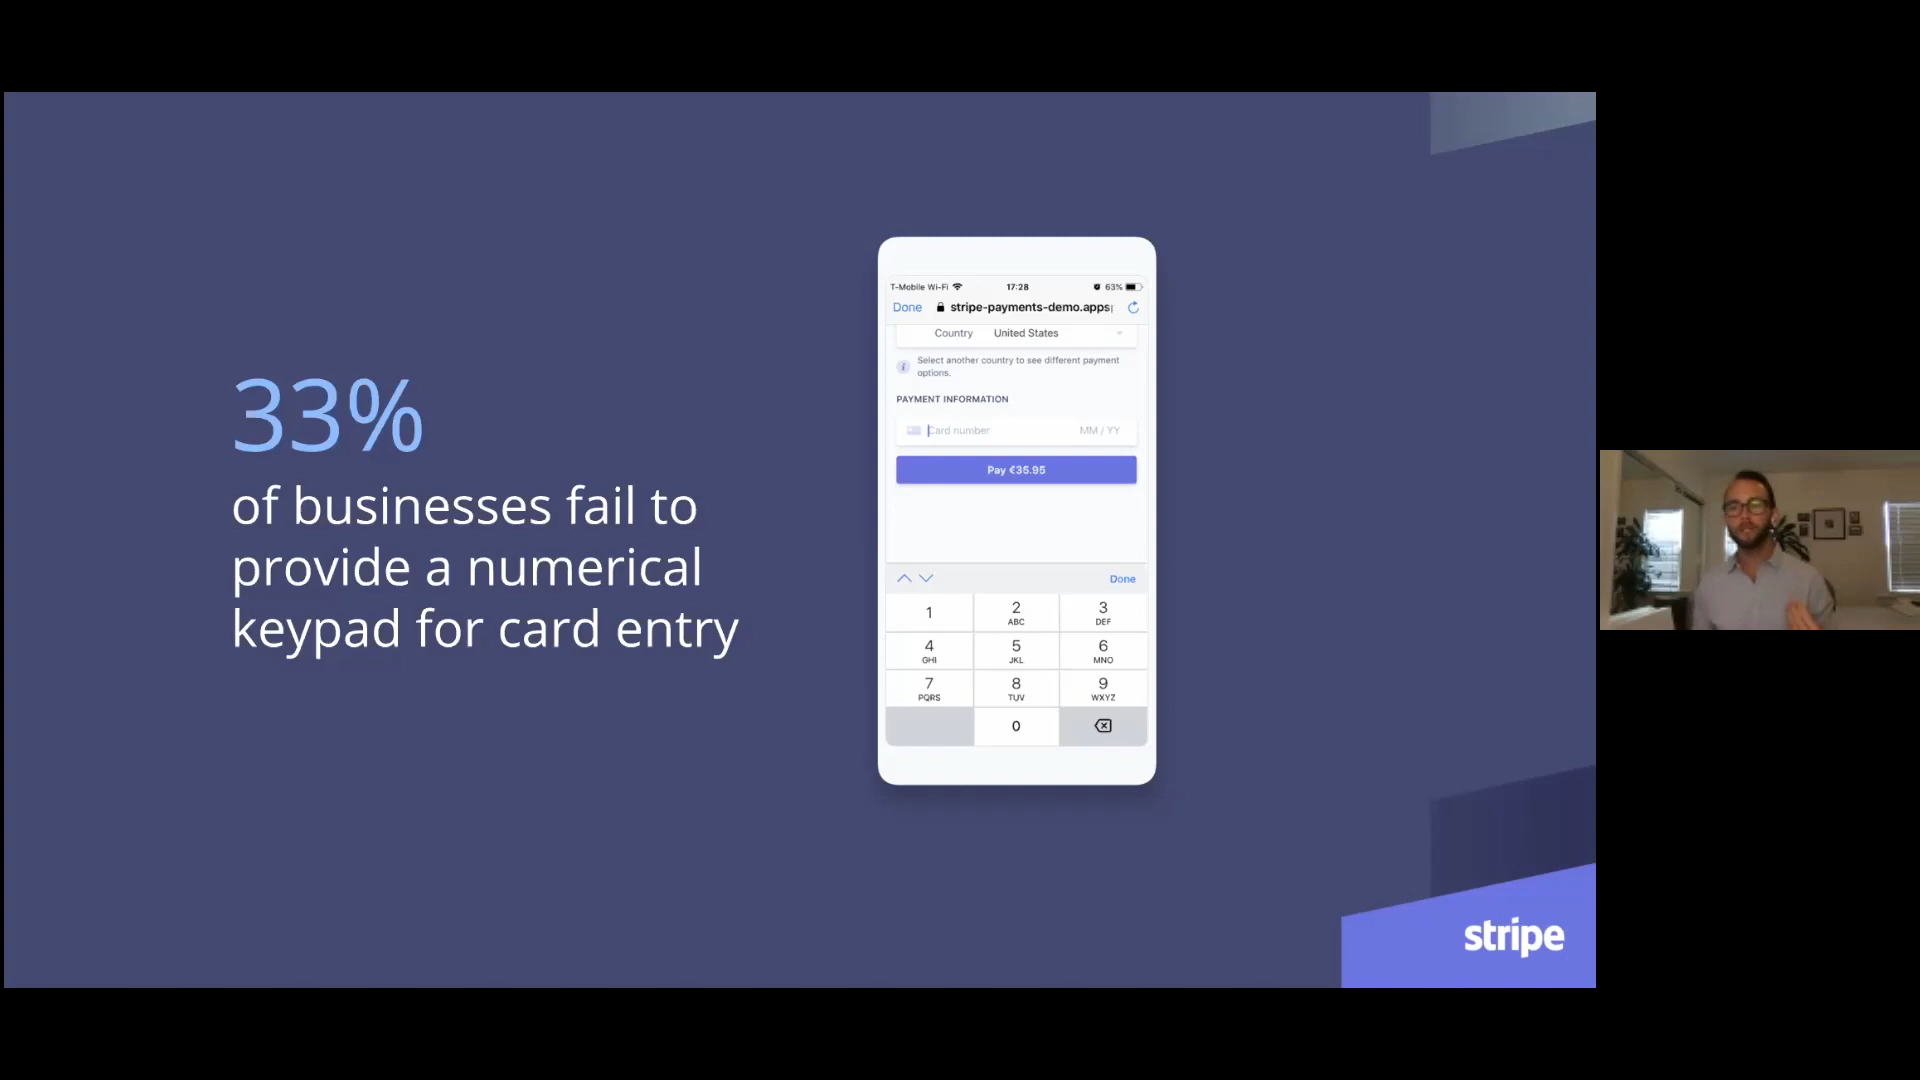 33%
of businesses fail to
provide a numerical
keypad for card entry
T-Mobile Wi-Fi 17:28 63%
Done stripe-payments-demo.apps
Country United States
Select another country to see different payment
options.
PAYMENT INFORMATION
Card number MM / YY
Pay €35.95
Done
1 2 3
ABC DEF
4 5 6
GHI JKL MNO
7 8 9
PQRS TUV WXYZ
0
stripe